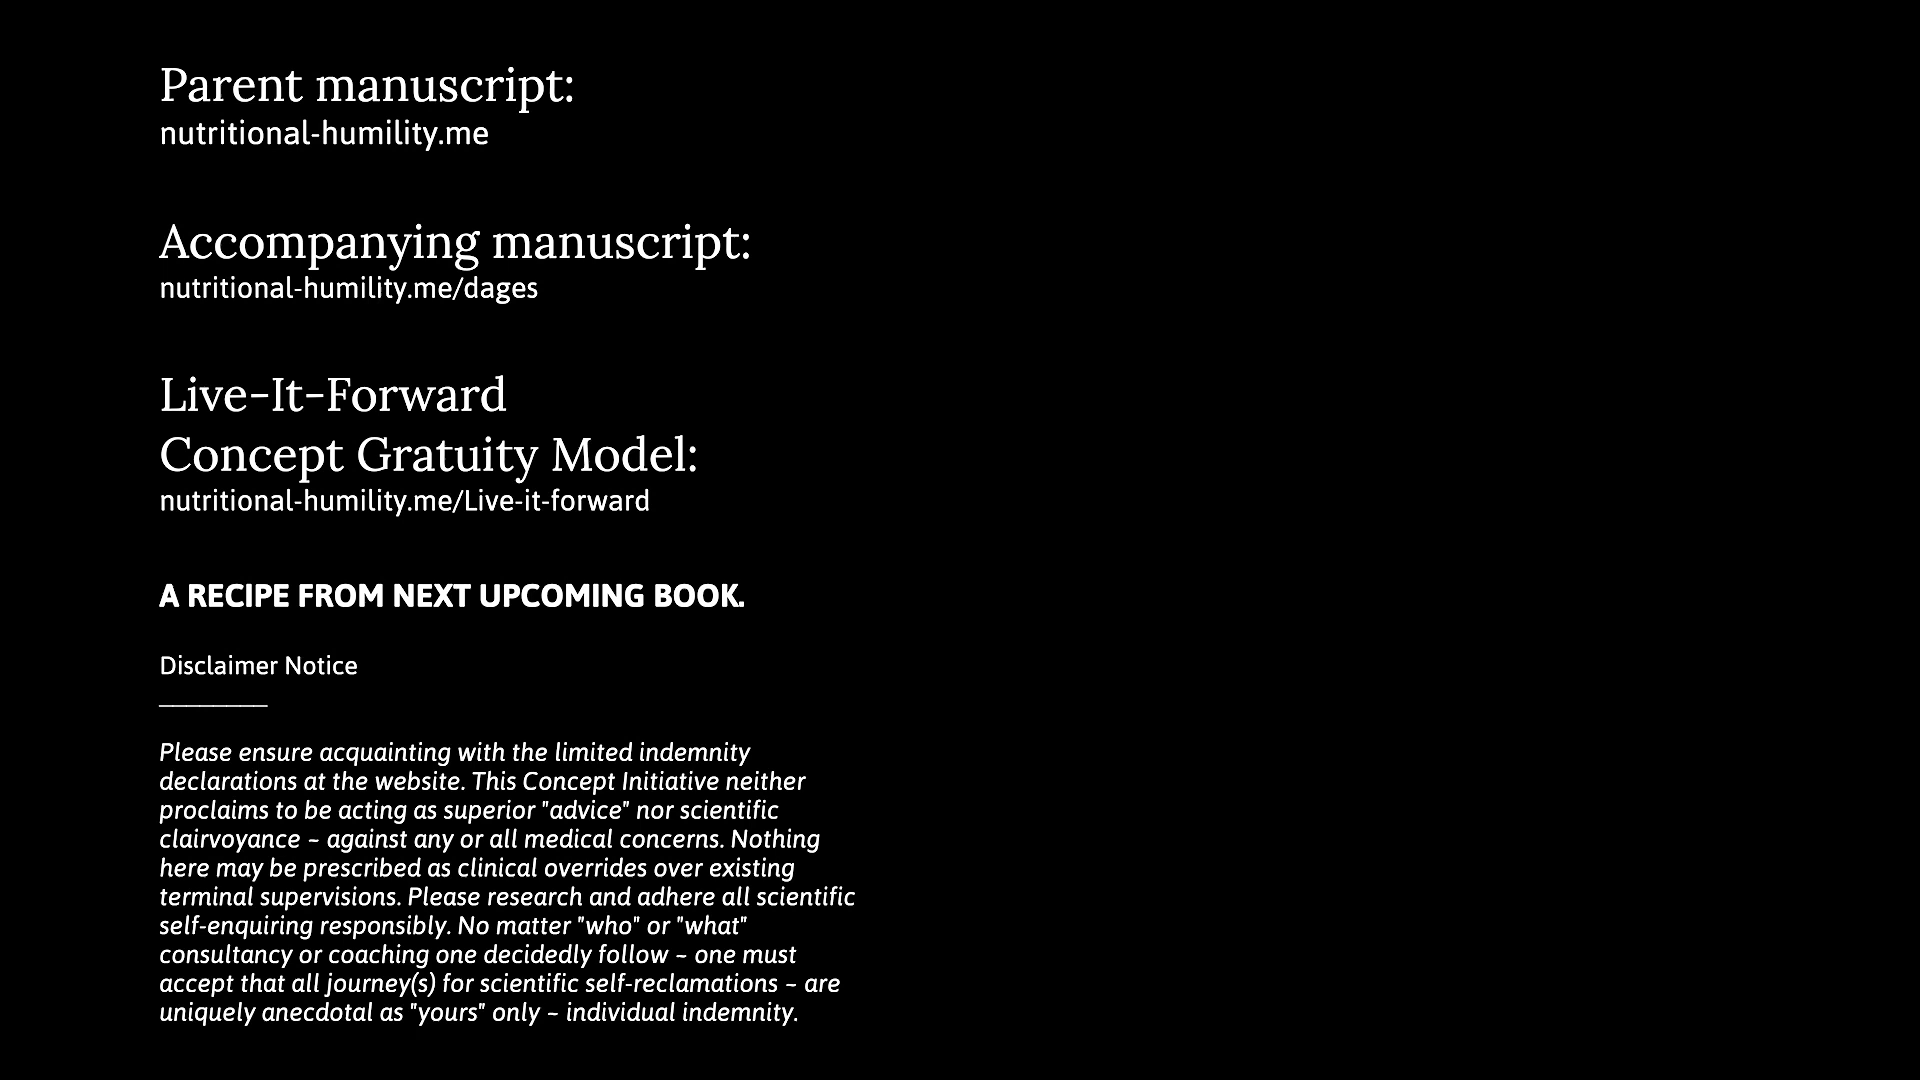 Parent manuscript:
nutritional-humility.me
Accompanying manuscript:
nutritional-humility.me/dages
Live-It-Forward
Concept Gratuity Model:
nutritional-humility.me/Live-it-forward
A RECIPE FROM NEXT UPCOMING BOOK.
Disclaimer Notice
________
Please ensure acquainting with the limited indemnity
declarations at the website. This Concept Initiative neither
proclaims to be acting as superior "advice" nor scientific
clairvoyance ~ against any or all medical concerns. Nothing
here may be prescribed as clinical overrides over existing
terminal supervisions. Please research and adhere all scientific
self-enquiring responsibly. No matter "who" or "what"
consultancy or coaching one decidedly follow ~ one must
accept that all journey(s) for scientific self-reclamations ~ are
uniquely anecdotal as "yours" only ~ individual indemnity.